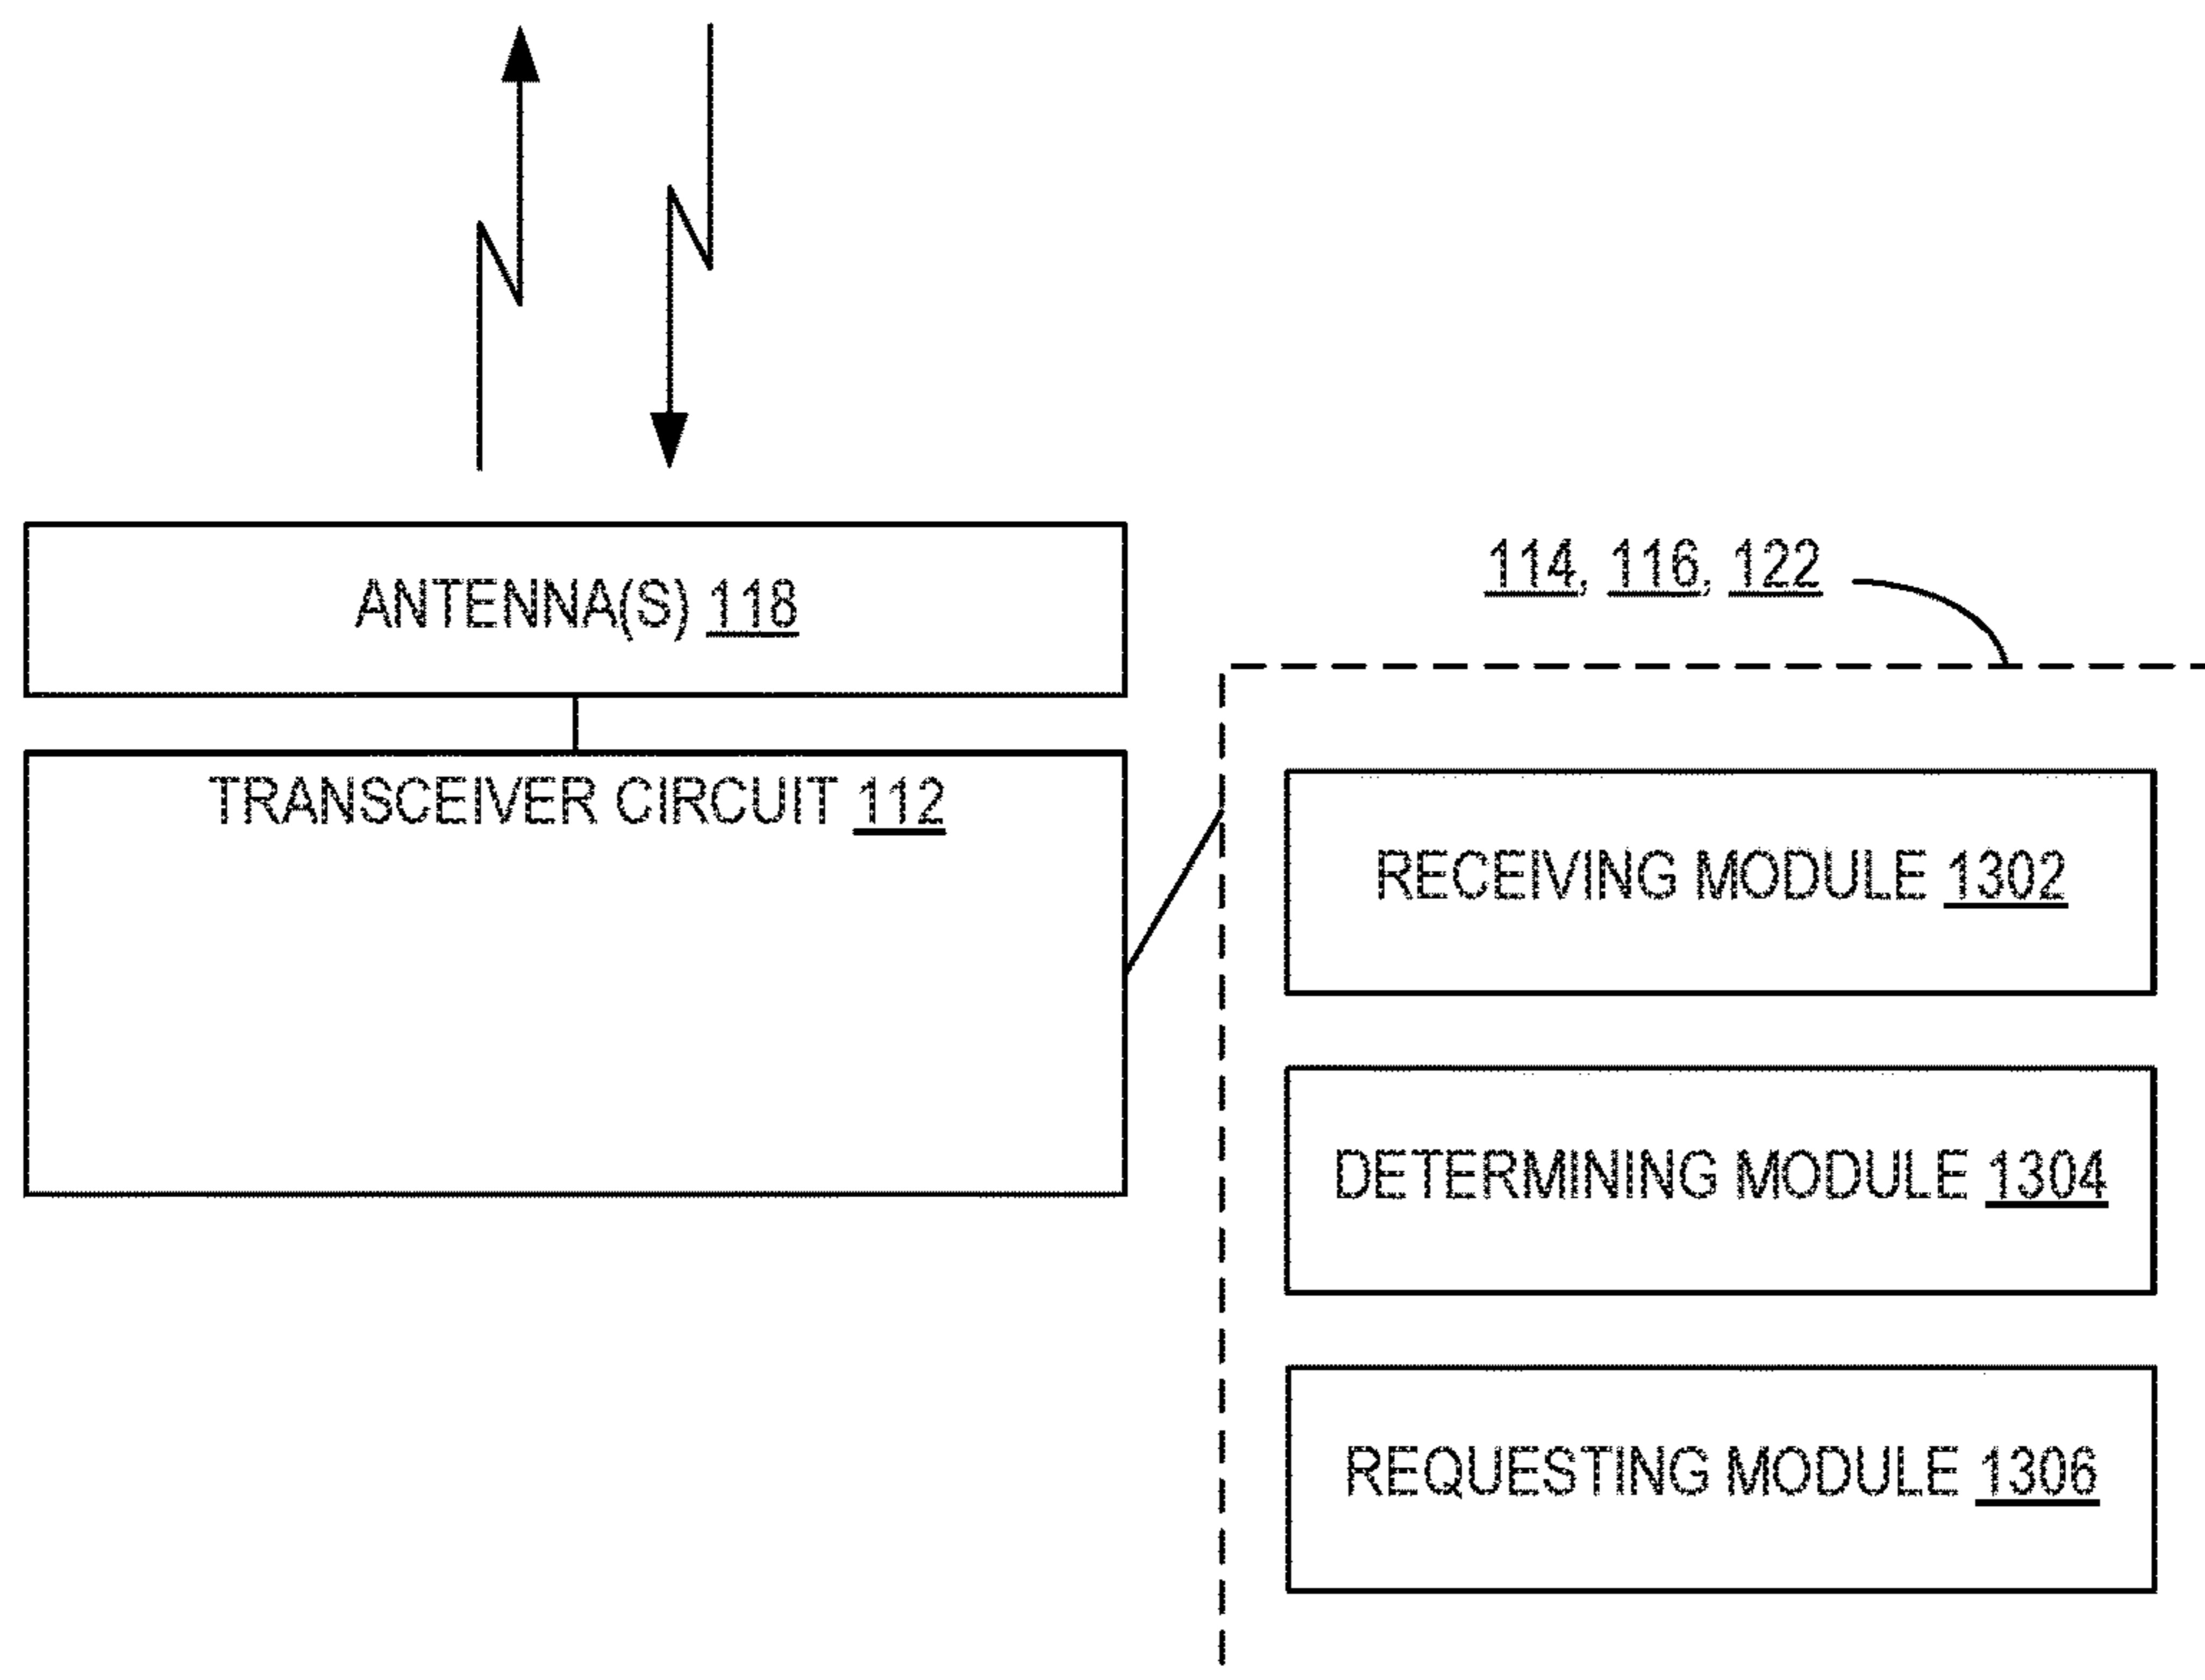 ANTENNA(S) 118
114, 116, 122
TRANSCEIVER CIRCUIT 112
RECEIVING MODULE 1302
DETERMINING MODULE 1304
REQUESTING MODULE 1306